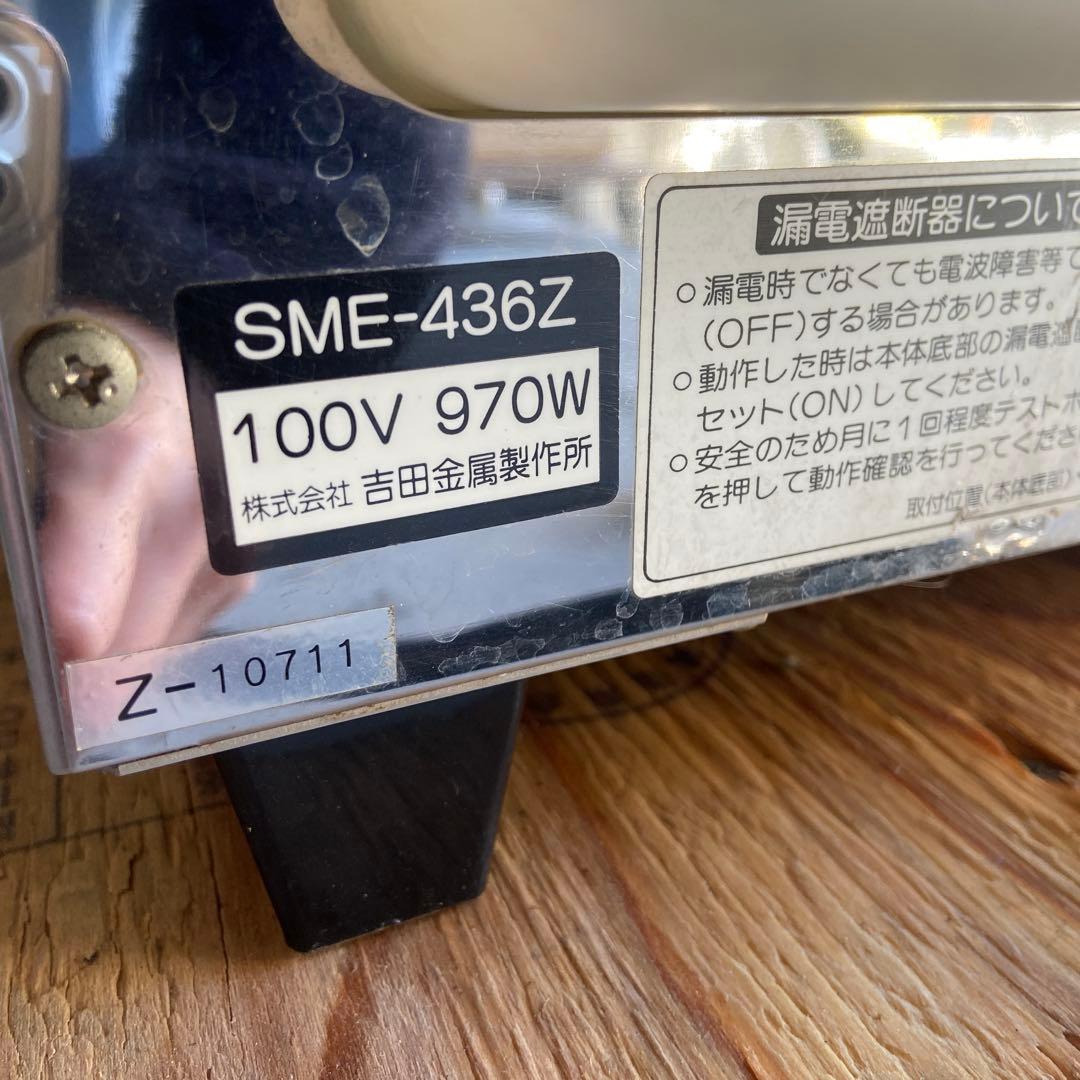 SME-436Z
100V 970W
株式会社 吉田金属製作所
Z-10711
漏電遮断器について
○漏電時でなくても電波障害等で
(OFF)する場合があります。
○動作した時は本体底部の漏電遮
セット(ON)してください。
○安全のため月に1回程度テストボ
を押して動作確認を行ってくださ
取付位置(本体底部)